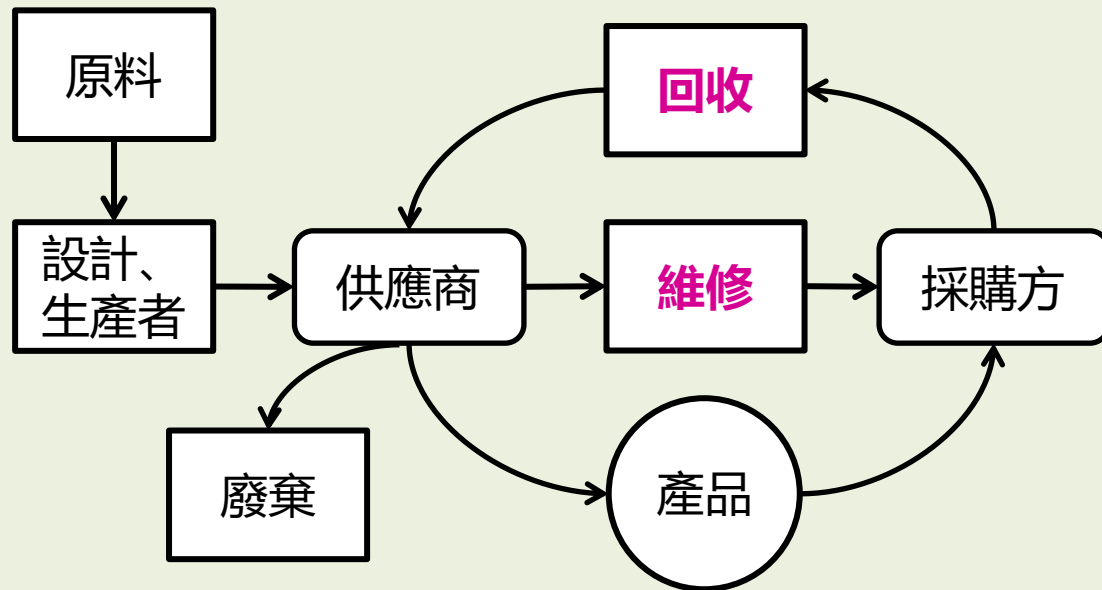 原料
回收
設計、
生產者
供應商
維修
採購方
廢棄
產品